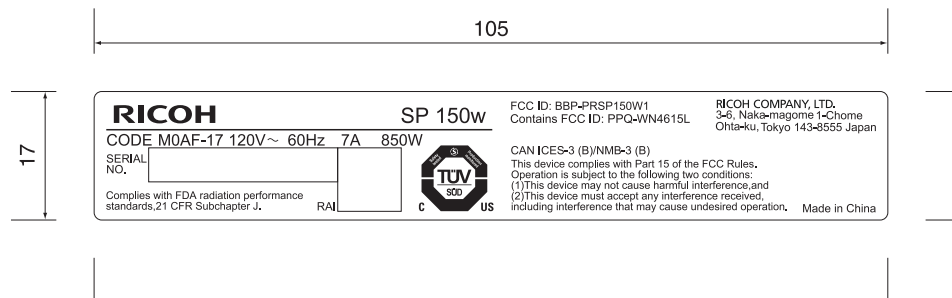 105
17
RICOH
SP 150w
CODE M0AF-17 120V～ 60Hz 7A 850W
SERIAL
NO.
Complies with FDA radiation performance
standards,21 CFR Subchapter J.
RAI
TÜV
SÜD
C US
FCC ID: BBP-PRSP150W1
Contains FCC ID: PPQ-WN4615L
CAN ICES-3 (B)/NMB-3 (B)
This device complies with Part 15 of the FCC Rules.
Operation is subject to the following two conditions:
(1)This device may not cause harmful interference,and
(2)This device must accept any interference received,
including interference that may cause undesired operation.
RICOH COMPANY, LTD.
3-6, Naka-magome 1-Chome
Ohta-ku, Tokyo 143-8555 Japan
Made in China